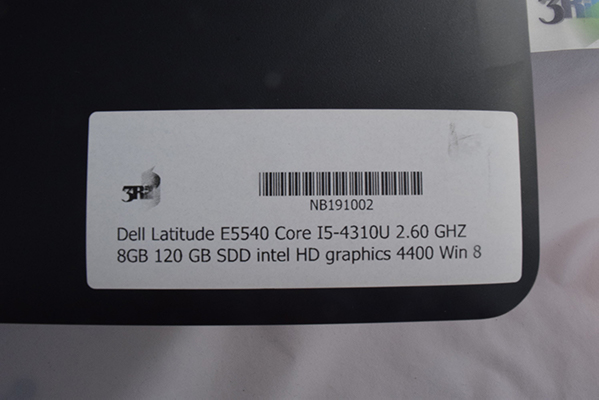 3R2
NB191002
Dell Latitude E5540 Core I5-4310U 2.60 GHZ
8GB 120 GB SDD intel HD graphics 4400 Win 8